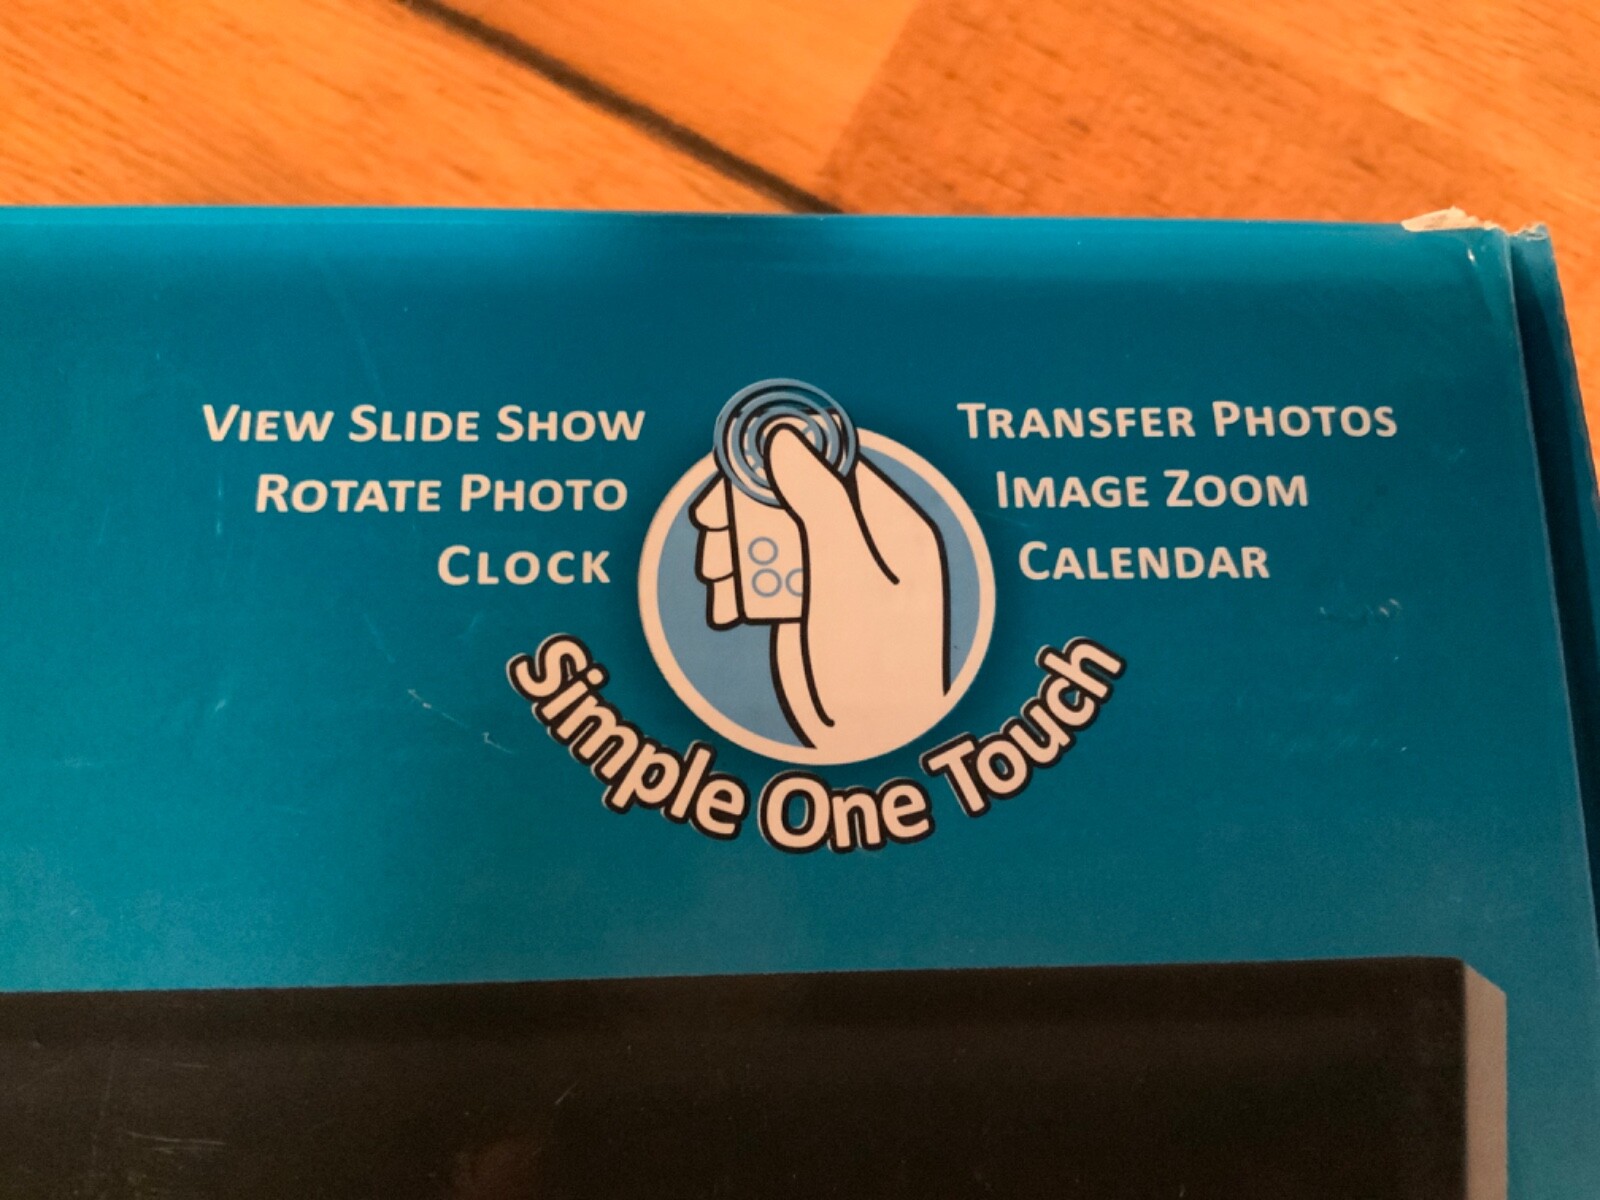 VIEW SLIDE SHOW
ROTATE PHOTO
CLOCK
TRANSFER PHOTOS
IMAGE ZOOM
CALENDAR
Simple One Touch